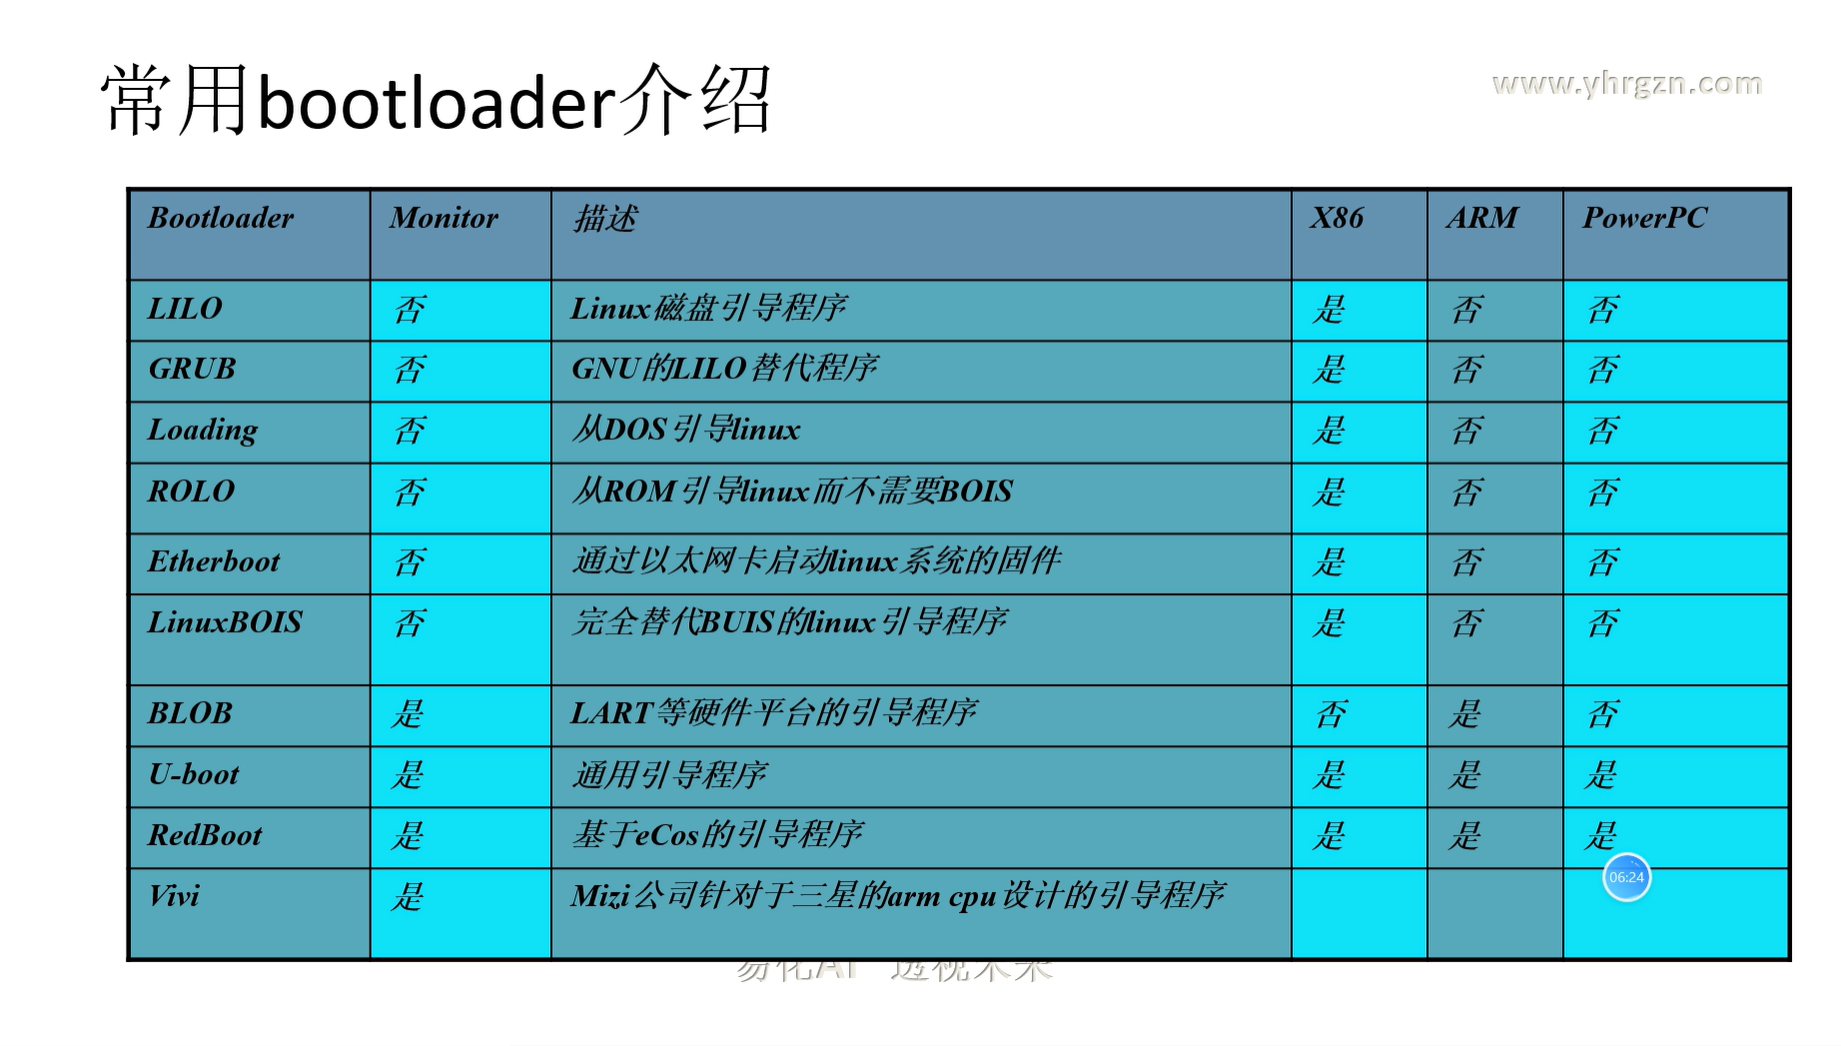 常用bootloader介绍
www.yhrgzn.com
Bootloader Monitor 描述 X86 ARM PowerPC
LILO 否 Linux磁盘引导程序 是 否 否
GRUB 否 GNU的LILO替代程序 是 否 否
Loading 否 从DOS引导linux 是 否 否
ROLO 否 从ROM引导linux而不需要BOIS 是 否 否
Etherboot 否 通过以太网卡启动linux系统的固件 是 否 否
LinuxBOIS 否 完全替代BUIS的linux引导程序 是 否 否
BLOB 是 LART等硬件平台的引导程序 否 是 否
U-boot 是 通用引导程序 是 是 是
RedBoot 是 基于eCos的引导程序 是 是 是
Vivi 是 Mizi公司针对于三星的arm cpu设计的引导程序
06:24
易化AI 透视未来